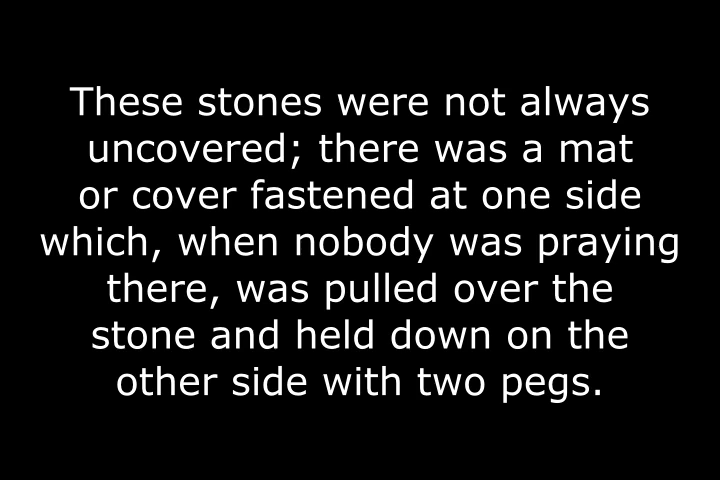 These stones were not always
uncovered; there was a mat
or cover fastened at one side
which, when nobody was praying
there, was pulled over the
stone and held down on the
other side with two pegs.